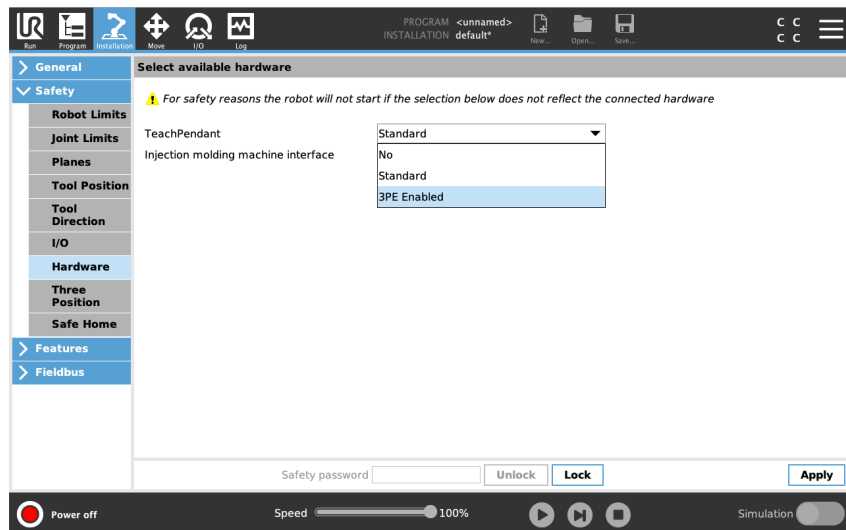 PROGRAM <unnamed>
INSTALLATION default*
C C
C C
UR
Run
Program
Installation
Move
I/O
Log
New...
Open...
Save...
General
Select available hardware
Safety
! For safety reasons the robot will not start if the selection below does not reflect the connected hardware
Robot Limits
Joint Limits
Planes
Tool Position
Tool
Direction
I/O
Hardware
Three
Position
Safe Home
Features
Fieldbus
TeachPendant
Standard
Injection molding machine interface
No
Standard
3PE Enabled
Safety password
Unlock
Lock
Apply
Power off
Speed
100%
Simulation